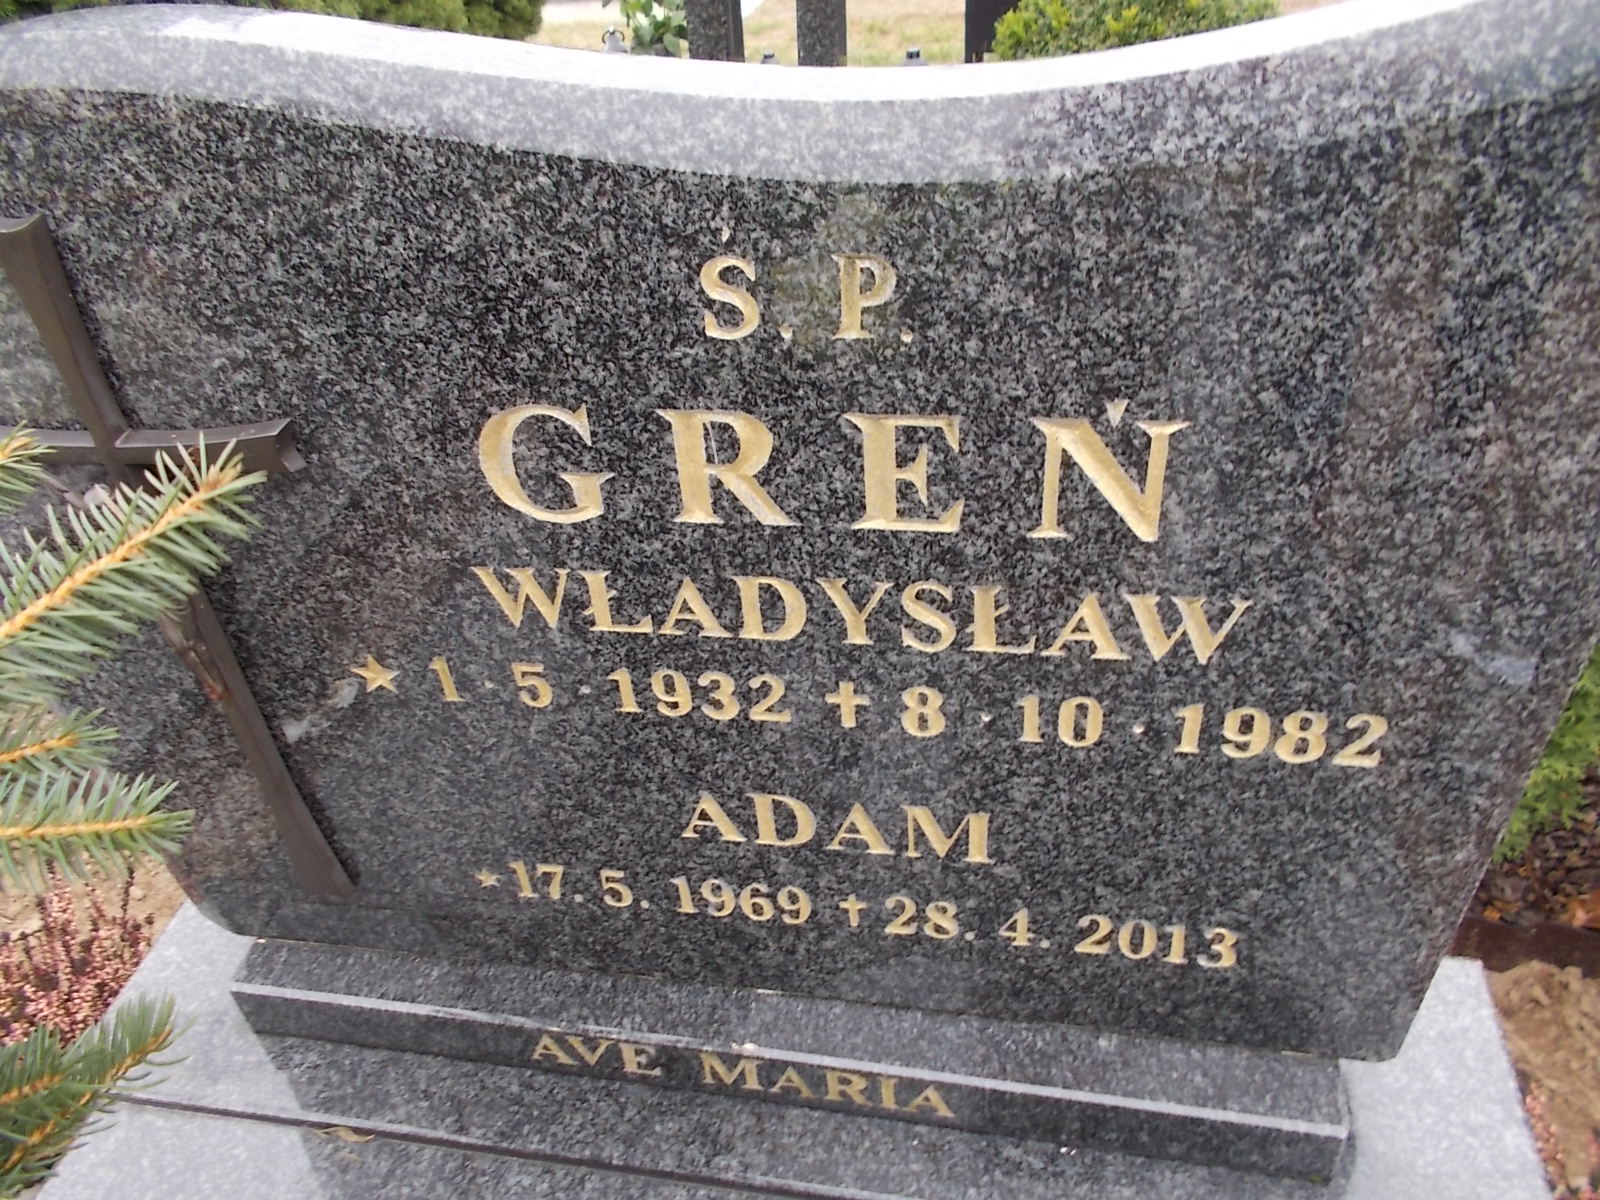 Ś. P.
GREŃ
WŁADYSŁAW
★ 1·5·1932 ✝ 8·10·1982
ADAM
★17. 5. 1969 ✝ 28. 4. 2013
AVE MARIA